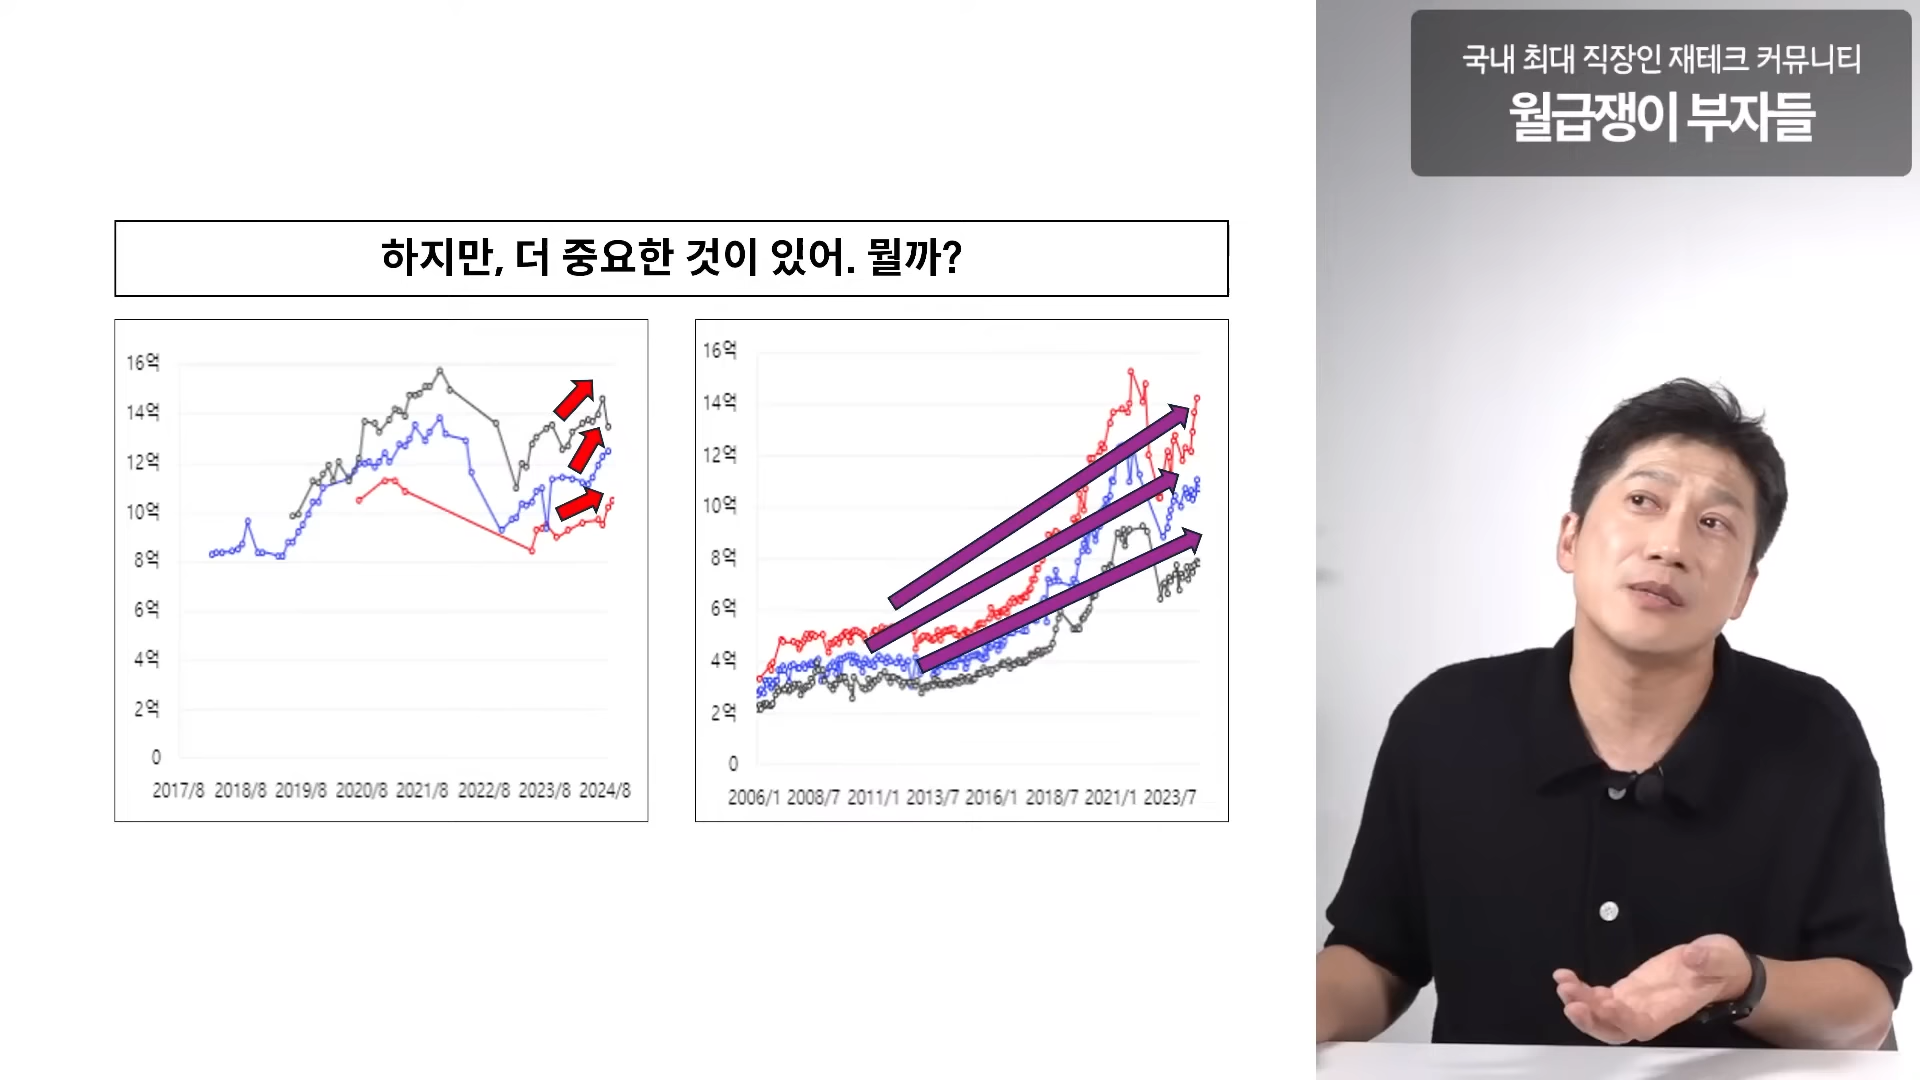 국내 최대 직장인 재테크 커뮤니티
월급쟁이 부자들
하지만, 더 중요한 것이 있어. 뭘까?
16억
14억
12억
10억
8억
6억
4억
2억
0
2017/8 2018/8 2019/8 2020/8 2021/8 2022/8 2023/8 2024/8
16억
14억
12억
10억
8억
6억
4억
2억
0
2006/1 2008/7 2011/1 2013/7 2016/1 2018/7 2021/1 2023/7